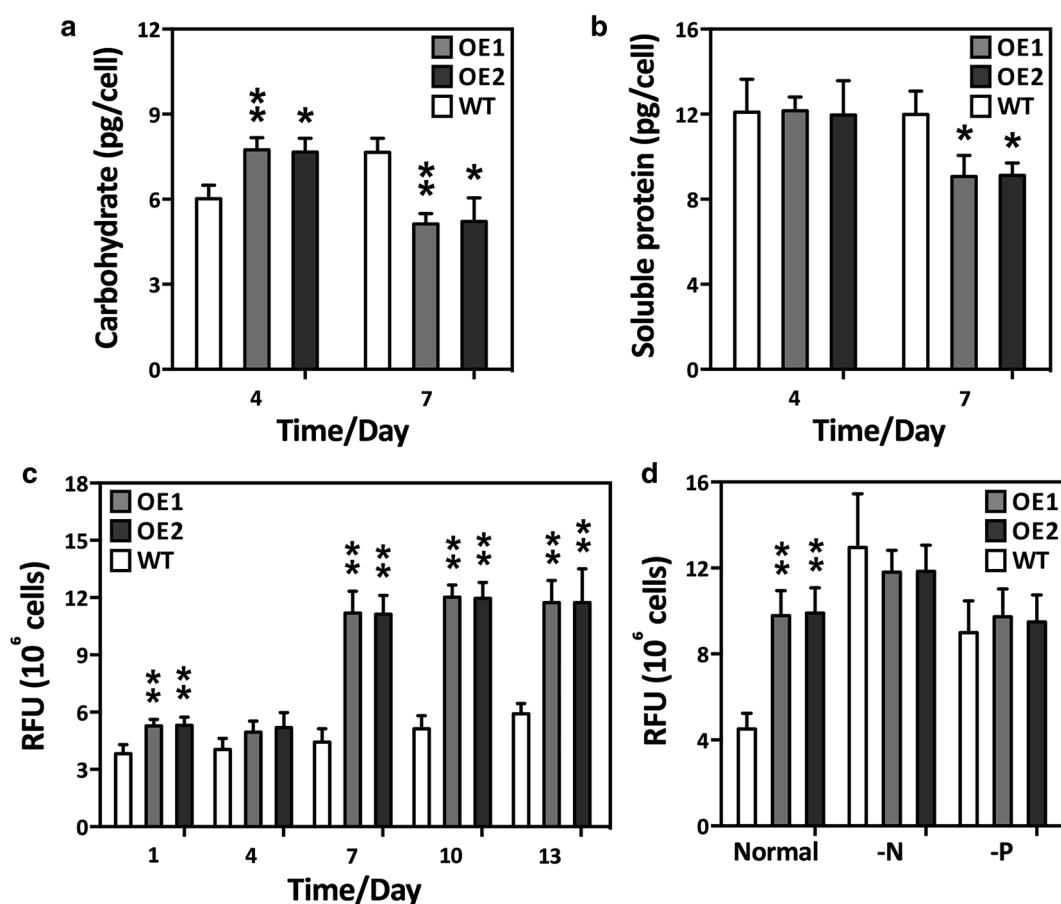 a
Carbohydrate (pg/cell)
12
9
6
3
0
OE1
OE2
WT
** * ** *
4 7
Time/Day
b
Soluble protein (pg/cell)
16
12
8
4
0
OE1
OE2
WT
* *
4 7
Time/Day
c
RFU (10⁶ cells)
18
15
12
9
6
3
0
OE1
OE2
WT
** ** ** ** ** ** ** **
1 4 7 10 13
Time/Day
d
RFU (10⁶ cells)
16
12
8
4
0
OE1
OE2
WT
** **
Normal -N -P